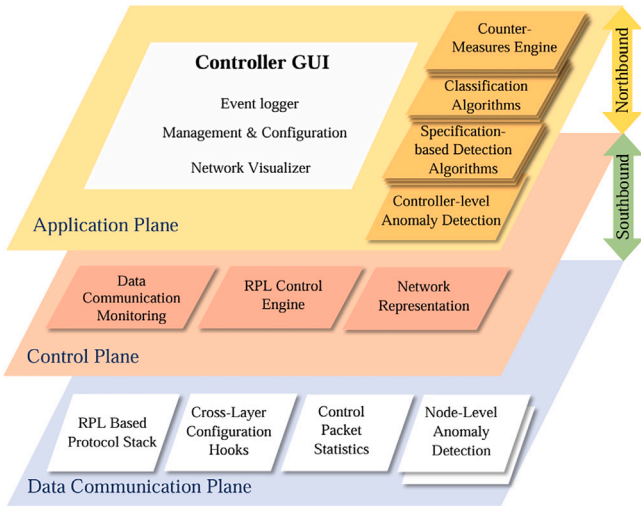 Controller GUI
Event logger
Management & Configuration
Network Visualizer
Counter-
Measures Engine
Classification
Algorithms
Specification-
based Detection
Algorithms
Controller-level
Anomaly Detection
Application Plane
Northbound
Southbound
Data
Communication
Monitoring
RPL Control
Engine
Network
Representation
Control Plane
RPL Based
Protocol Stack
Cross-Layer
Configuration
Hooks
Control
Packet
Statistics
Node-Level
Anomaly
Detection
Data Communication Plane